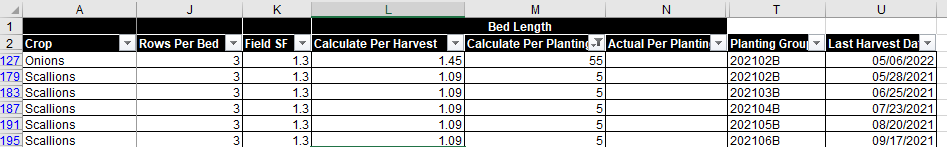 A J K L M N T U
1 Bed Length
2 Crop Rows Per Bed Field SF Calculate Per Harvest Calculate Per Planting Actual Per Plantin Planting Grou Last Harvest Da
127 Onions 3 1.3 1.45 55 202102B 05/06/2022
179 Scallions 3 1.3 1.09 5 202102B 05/28/2021
183 Scallions 3 1.3 1.09 5 202103B 06/25/2021
187 Scallions 3 1.3 1.09 5 202104B 07/23/2021
191 Scallions 3 1.3 1.09 5 202105B 08/20/2021
195 Scallions 3 1.3 1.09 5 202106B 09/17/2021